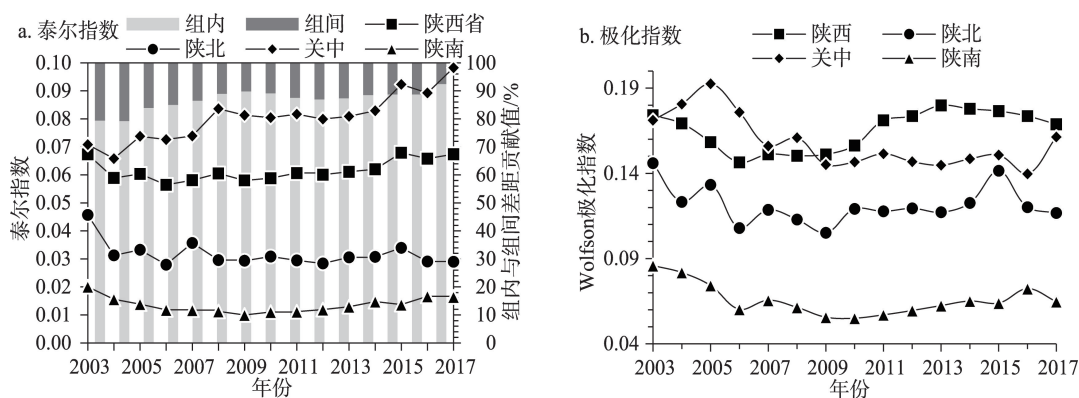 a. 泰尔指数
组内 组间 陕西省
陕北 关中 陕南
0.10
0.09
0.08
0.07
0.06
0.05
0.04
0.03
0.02
0.01
0.00
泰尔指数
100
90
80
70
60
50
40
30
20
10
0
组内与组间差距贡献值/%
2003 2005 2007 2009 2011 2013 2015 2017
年份
b. 极化指数
陕西 陕北
关中 陕南
0.19
0.14
0.09
0.04
Wolfson极化指数
2003 2005 2007 2009 2011 2013 2015 2017
年份